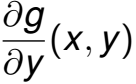 ∂g/∂y (x, y)